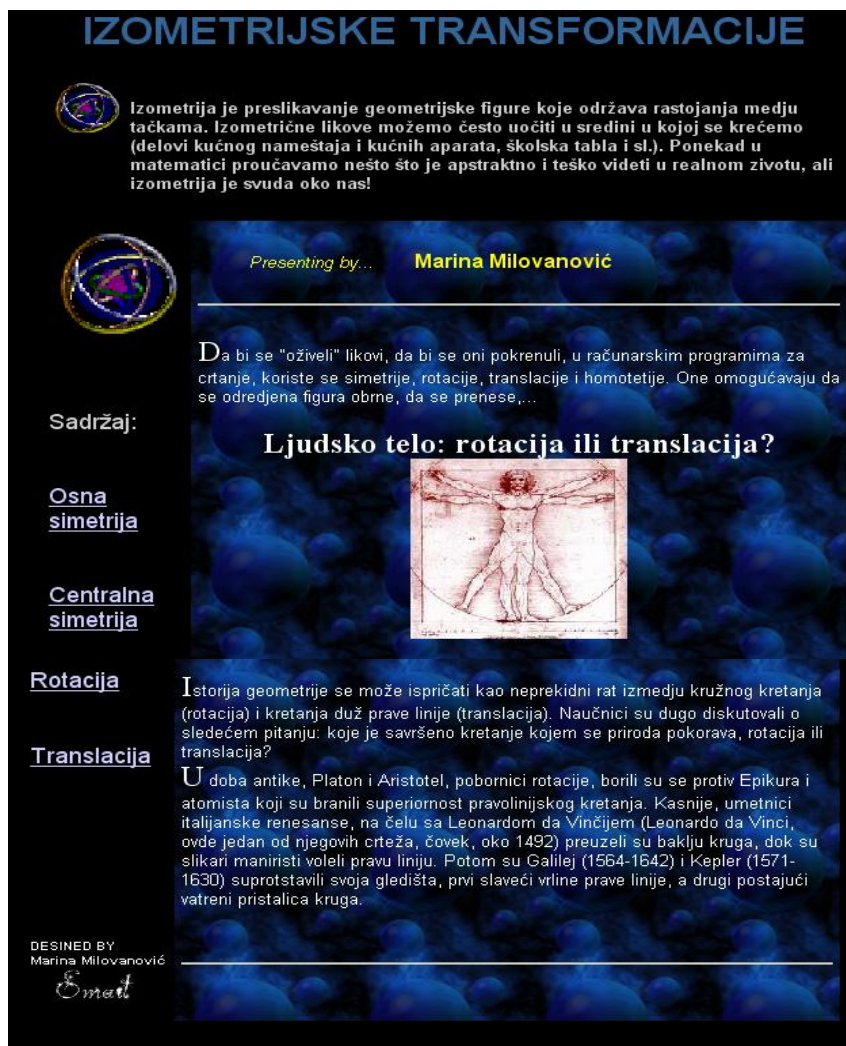 IZOMETRIJSKE TRANSFORMACIJE
Izometrija je preslikavanje geometrijske figure koje održava rastojanja medju
tačkama. Izometrične likove možemo često uočiti u sredini u kojoj se krećemo
(delovi kućnog nameštaja i kućnih aparata, školska tabla i sl.). Ponekad u
matematici proučavamo nešto što je apstraktno i teško videti u realnom zivotu, ali
izometrija je svuda oko nas!
Presenting by... Marina Milovanović
Da bi se "oživeli" likovi, da bi se oni pokrenuli, u računarskim programima za
crtanje, koriste se simetrije, rotacije, translacije i homotetije. One omogućavaju da
se odredjena figura obrne, da se prenese,...
Ljudsko telo: rotacija ili translacija?
Sadržaj:
Osna
simetrija
Centralna
simetrija
Rotacija
Translacija
Istorija geometrije se može ispričati kao neprekidni rat izmedju kružnog kretanja
(rotacija) i kretanja duž prave linije (translacija). Naučnici su dugo diskutovali o
sledećem pitanju: koje je savršeno kretanje kojem se priroda pokorava, rotacija ili
translacija?
U doba antike, Platon i Aristotel, pobornici rotacije, borili su se protiv Epikura i
atomista koji su branili superiornost pravolinijskog kretanja. Kasnije, umetnici
italijanske renesanse, na čelu sa Leonardom da Vinčijem (Leonardo da Vinci,
ovde jedan od njegovih crteža, čovek, oko 1492) preuzeli su baklju kruga, dok su
slikari maniristi voleli pravu liniju. Potom su Galilej (1564-1642) i Kepler (1571-
1630) suprotstavili svoja gledišta, prvi slaveći vrline prave linije, a drugi postajući
vatreni pristalica kruga.
DESINED BY
Marina Milovanović
Email